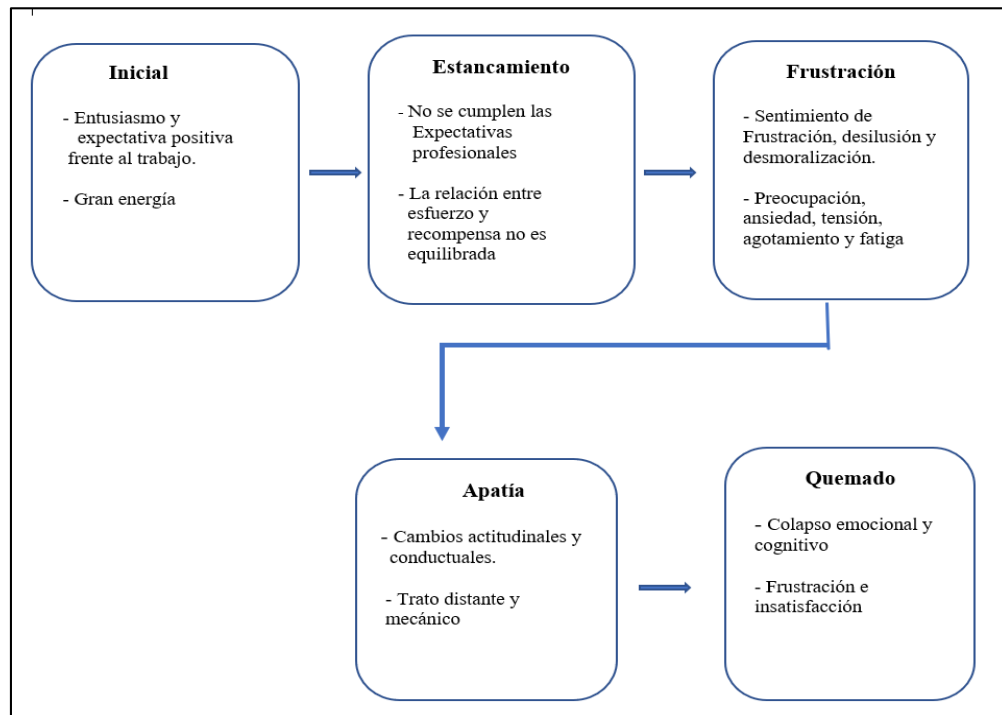 Inicial
- Entusiasmo y
expectativa positiva
frente al trabajo.
- Gran energía
Estancamiento
- No se cumplen las
Expectativas
profesionales
- La relación entre
esfuerzo y
recompensa no es
equilibrada
Frustración
- Sentimiento de
Frustración, desilusión y
desmoralización.
- Preocupación,
ansiedad, tensión,
agotamiento y fatiga
Apatía
- Cambios actitudinales y
conductuales.
- Trato distante y
mecánico
Quemado
- Colapso emocional y
cognitivo
- Frustración e
insatisfacción